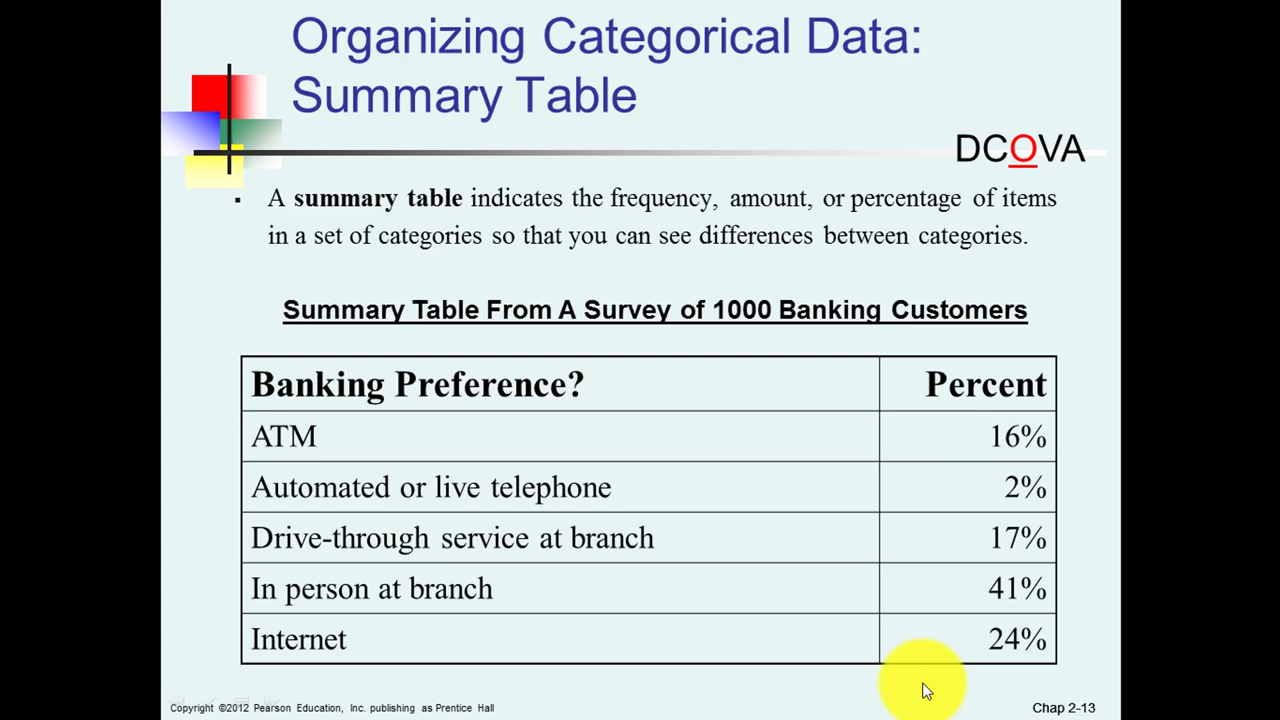 Organizing Categorical Data:
Summary Table
DCOVA
▪ A summary table indicates the frequency, amount, or percentage of items
in a set of categories so that you can see differences between categories.
Summary Table From A Survey of 1000 Banking Customers
Banking Preference? Percent
ATM 16%
Automated or live telephone 2%
Drive-through service at branch 17%
In person at branch 41%
Internet 24%
Copyright ©2012 Pearson Education, Inc. publishing as Prentice Hall Chap 2-13